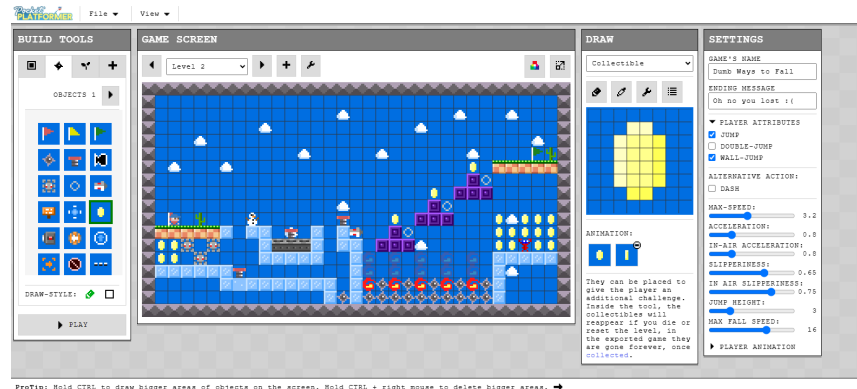 Pocket
PLATFORMER
File
View
BUILD TOOLS
OBJECTS 1
DRAW-STYLE:
PLAY
GAME SCREEN
Level 2
DRAW
Collectible
ANIMATION:
They can be placed to
give the player an
additional challenge.
Inside the tool, the
collectibles will
reappear if you die or
reset the level, in
the exported game they
are gone forever, once
collected.
SETTINGS
GAME'S NAME
Dumb Ways to Fall
ENDING MESSAGE
Oh no you lost :(
PLAYER ATTRIBUTES
JUMP
DOUBLE-JUMP
WALL-JUMP
ALTERNATIVE ACTION:
DASH
MAX-SPEED:
3.2
ACCELERATION:
0.8
IN-AIR ACCELERATION:
0.8
SLIPPERINESS:
0.65
IN AIR SLIPPERINESS:
0.75
JUMP HEIGHT:
3
MAX FALL SPEED:
16
PLAYER ANIMATION
ProTip: Hold CTRL to draw bigger areas of objects on the screen. Hold CTRL + right mouse to delete bigger areas.